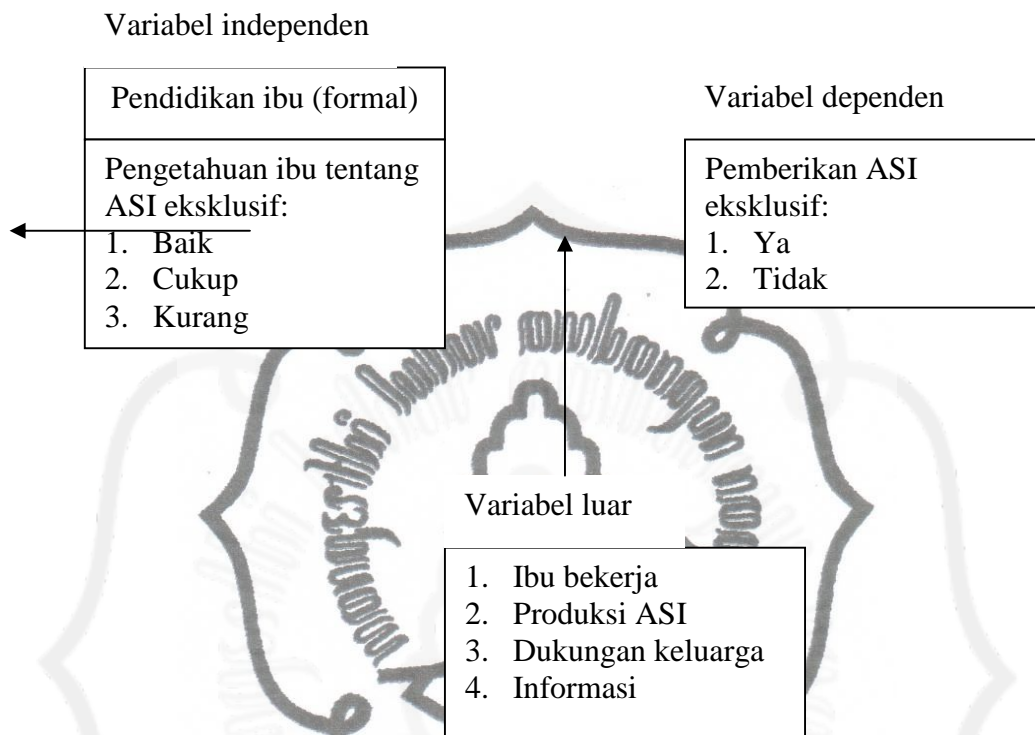 Variabel independen
Pendidikan ibu (formal)
Pengetahuan ibu tentang
ASI eksklusif:
1. Baik
2. Cukup
3. Kurang
Variabel dependen
Pemberikan ASI
eksklusif:
1. Ya
2. Tidak
Variabel luar
1. Ibu bekerja
2. Produksi ASI
3. Dukungan keluarga
4. Informasi